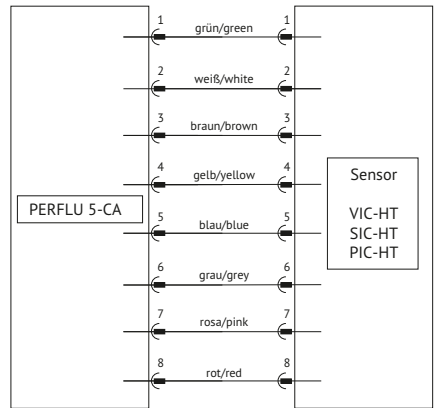 1 grün/green 1
2 weiß/white 2
3 braun/brown 3
4 gelb/yellow 4
5 blau/blue 5
6 grau/grey 6
7 rosa/pink 7
8 rot/red 8
PERFLU 5-CA
Sensor
VIC-HT
SIC-HT
PIC-HT